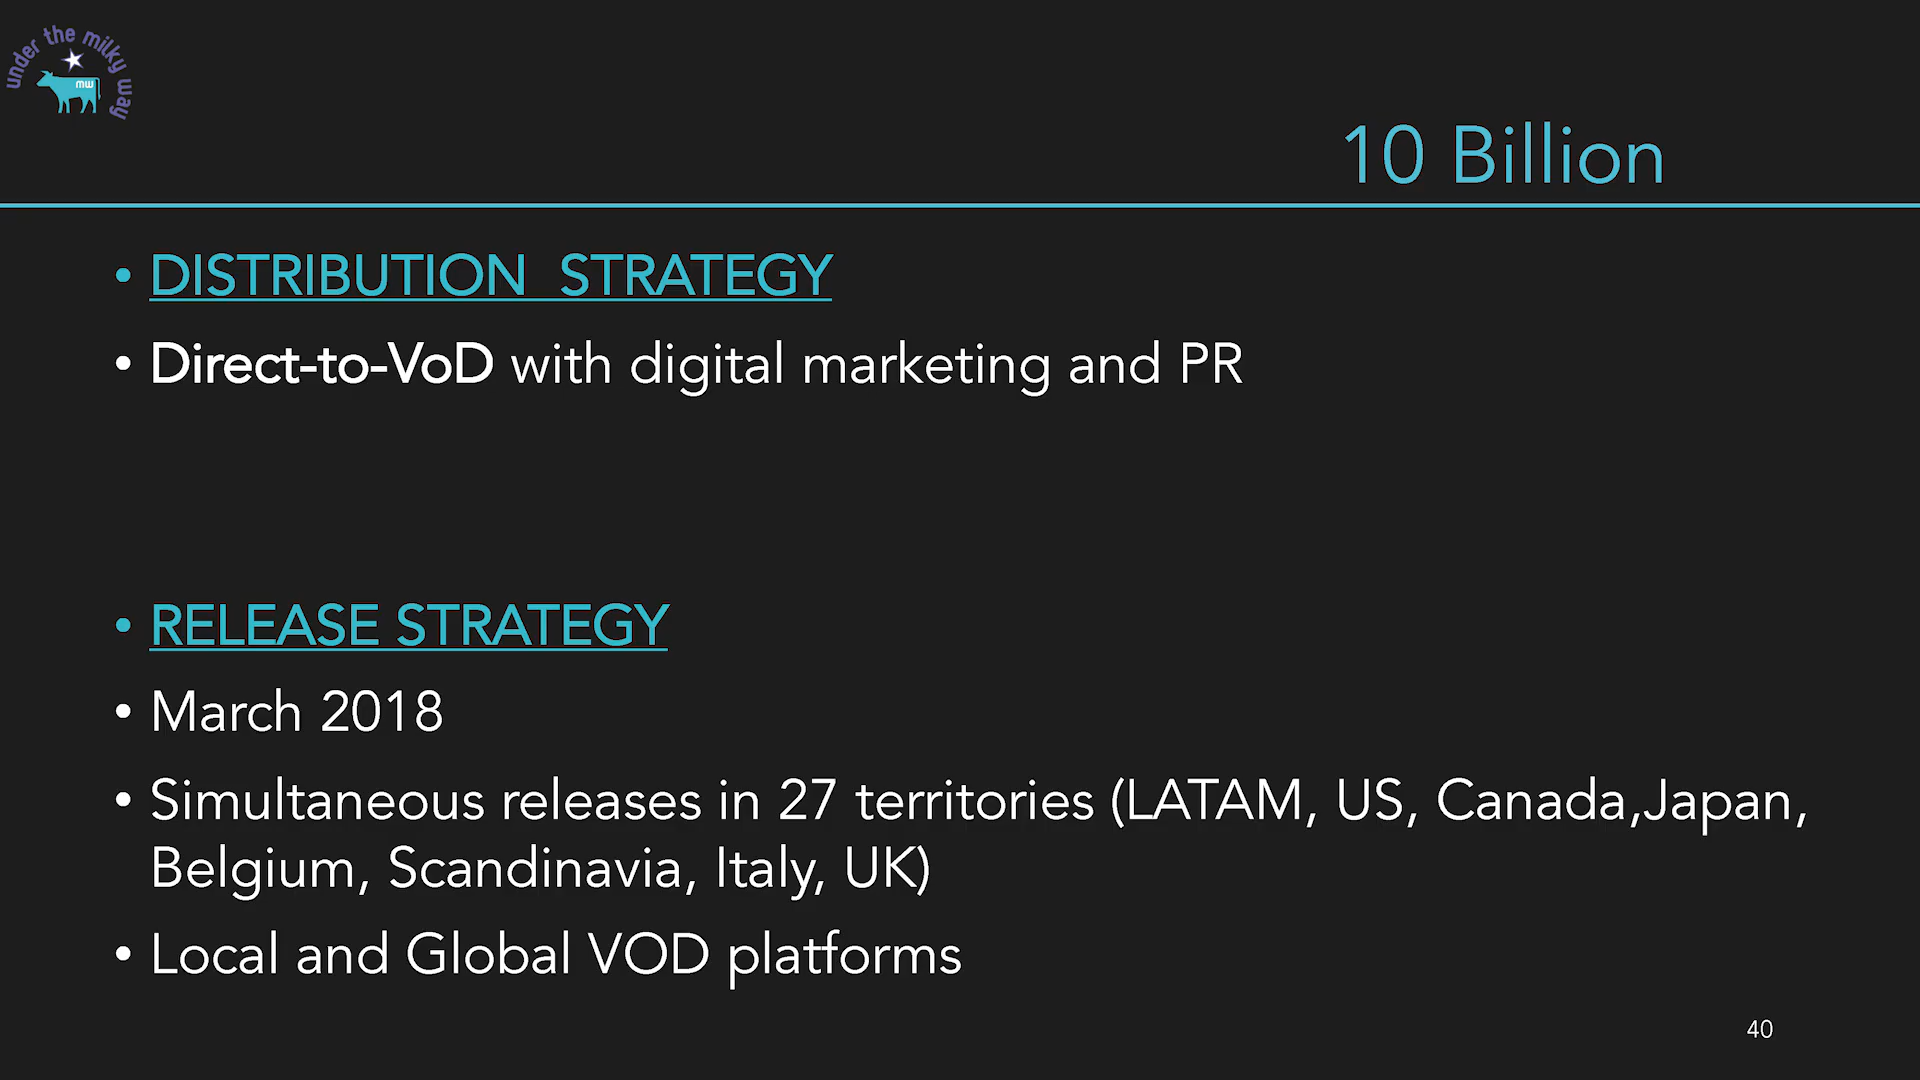 under the milky way
mw
10 Billion
• DISTRIBUTION  STRATEGY
• Direct-to-VoD with digital marketing and PR
• RELEASE STRATEGY
• March 2018
• Simultaneous releases in 27 territories (LATAM, US, Canada,Japan,
Belgium, Scandinavia, Italy, UK)
• Local and Global VOD platforms
40